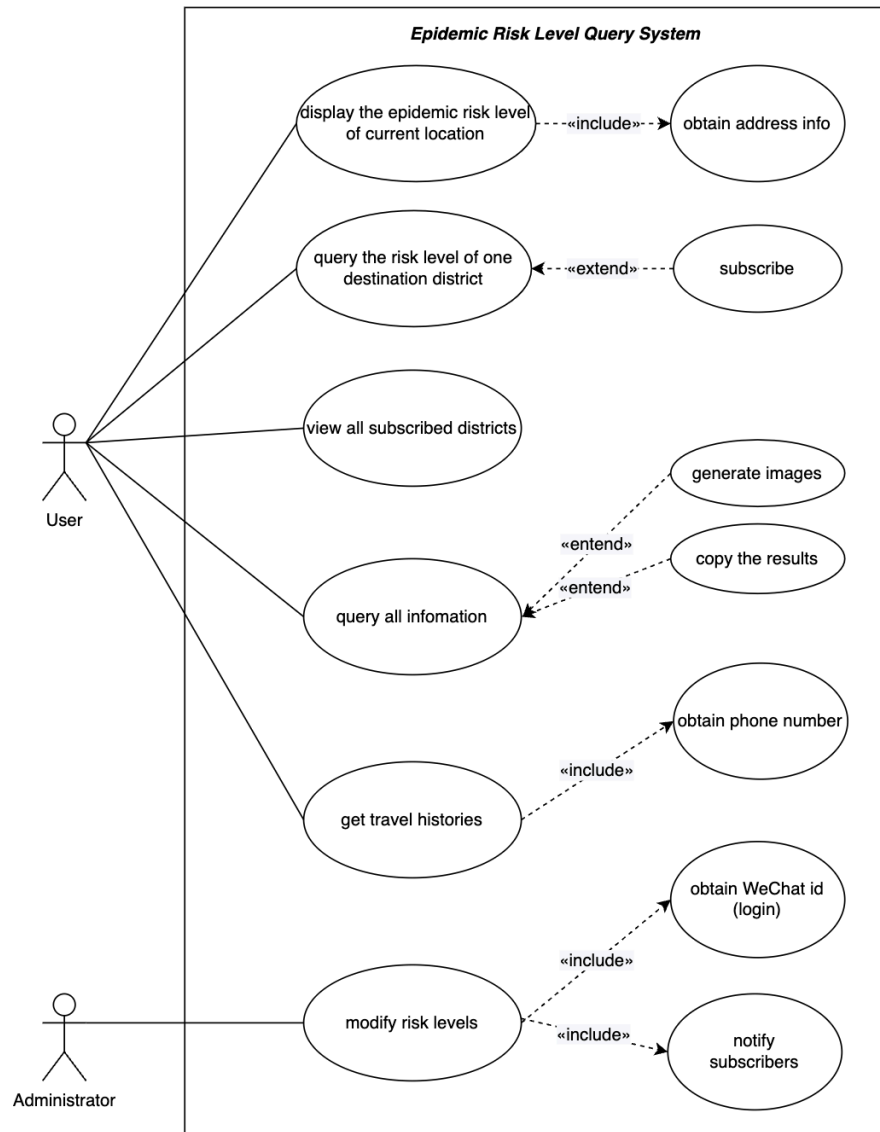 Epidemic Risk Level Query System
display the epidemic risk level
of current location
«include»
obtain address info
query the risk level of one
destination district
«extend»
subscribe
view all subscribed districts
User
generate images
«entend»
copy the results
«entend»
query all infomation
obtain phone number
«include»
get travel histories
obtain WeChat id
(login)
«include»
modify risk levels
«include»
notify
subscribers
Administrator